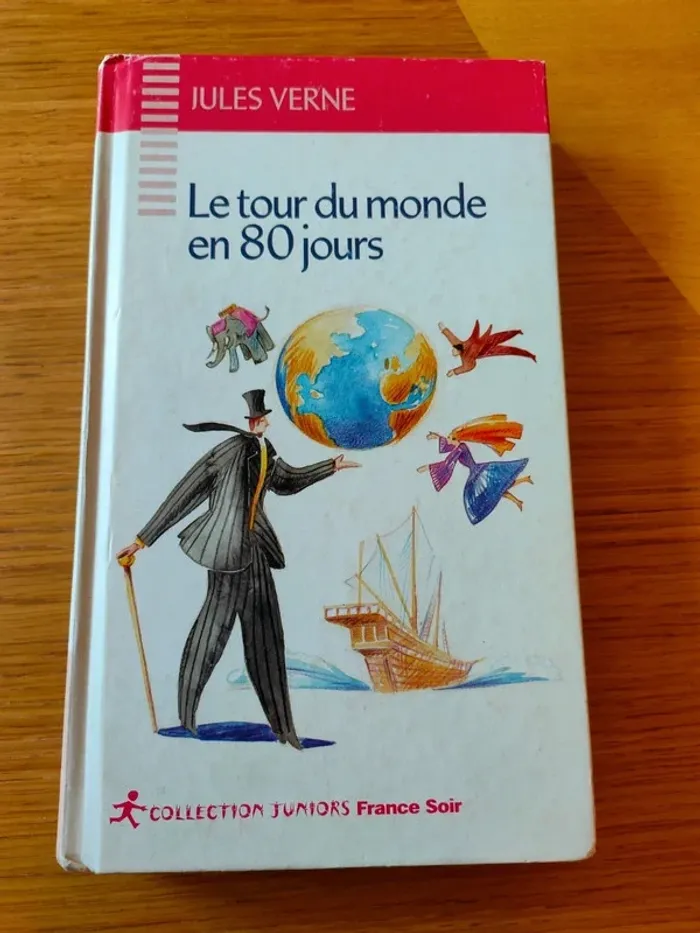 JULES VERNE
Le tour du monde
en 80 jours
COLLECTION JUNIORS France Soir